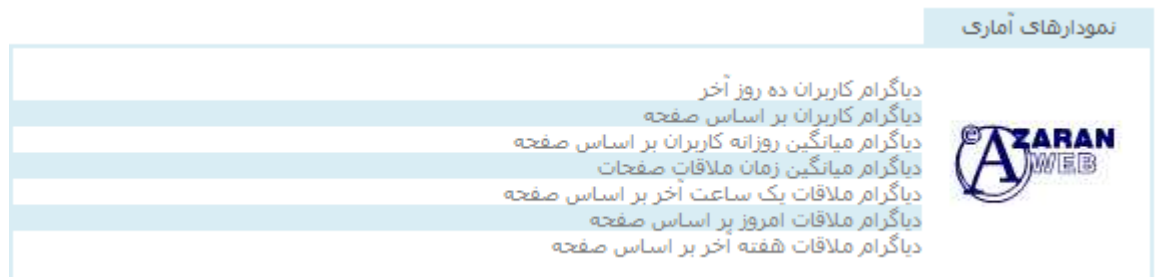 نمودارهای آماری
دیاگرام کاربران ده روز آخر
دیاگرام کاربران بر اساس صفحه
دیاگرام میانگین روزانه کاربران بر اساس صفحه
دیاگرام میانگین زمان ملاقات صفحات
دیاگرام ملاقات یک ساعت آخر بر اساس صفحه
دیاگرام ملاقات امروز بر اساس صفحه
دیاگرام ملاقات هفته آخر بر اساس صفحه
© AZARAN
WEB